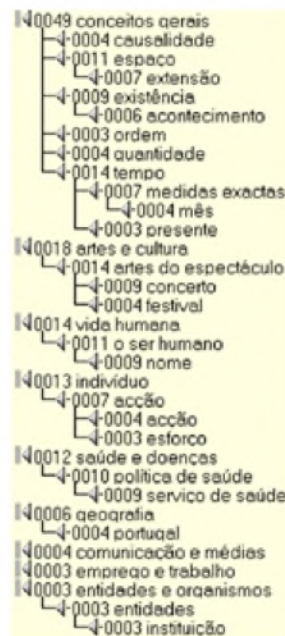 0049 conceitos gerais
0004 causalidade
0011 espaço
0007 extensão
0009 existência
0006 acontecimento
0003 ordem
0004 quantidade
0014 tempo
0007 medidas exactas
0004 mês
0003 presente
0018 artes e cultura
0014 artes do espectáculo
0009 concerto
0004 festival
0014 vida humana
0011 o ser humano
0009 nome
0013 indivíduo
0007 acção
0004 acção
0003 esforço
0012 saúde e doenças
0010 política de saúde
0009 serviço de saúde
0006 geografia
0004 portugal
0004 comunicação e médias
0003 emprego e trabalho
0003 entidades e organismos
0003 entidades
0003 instituição